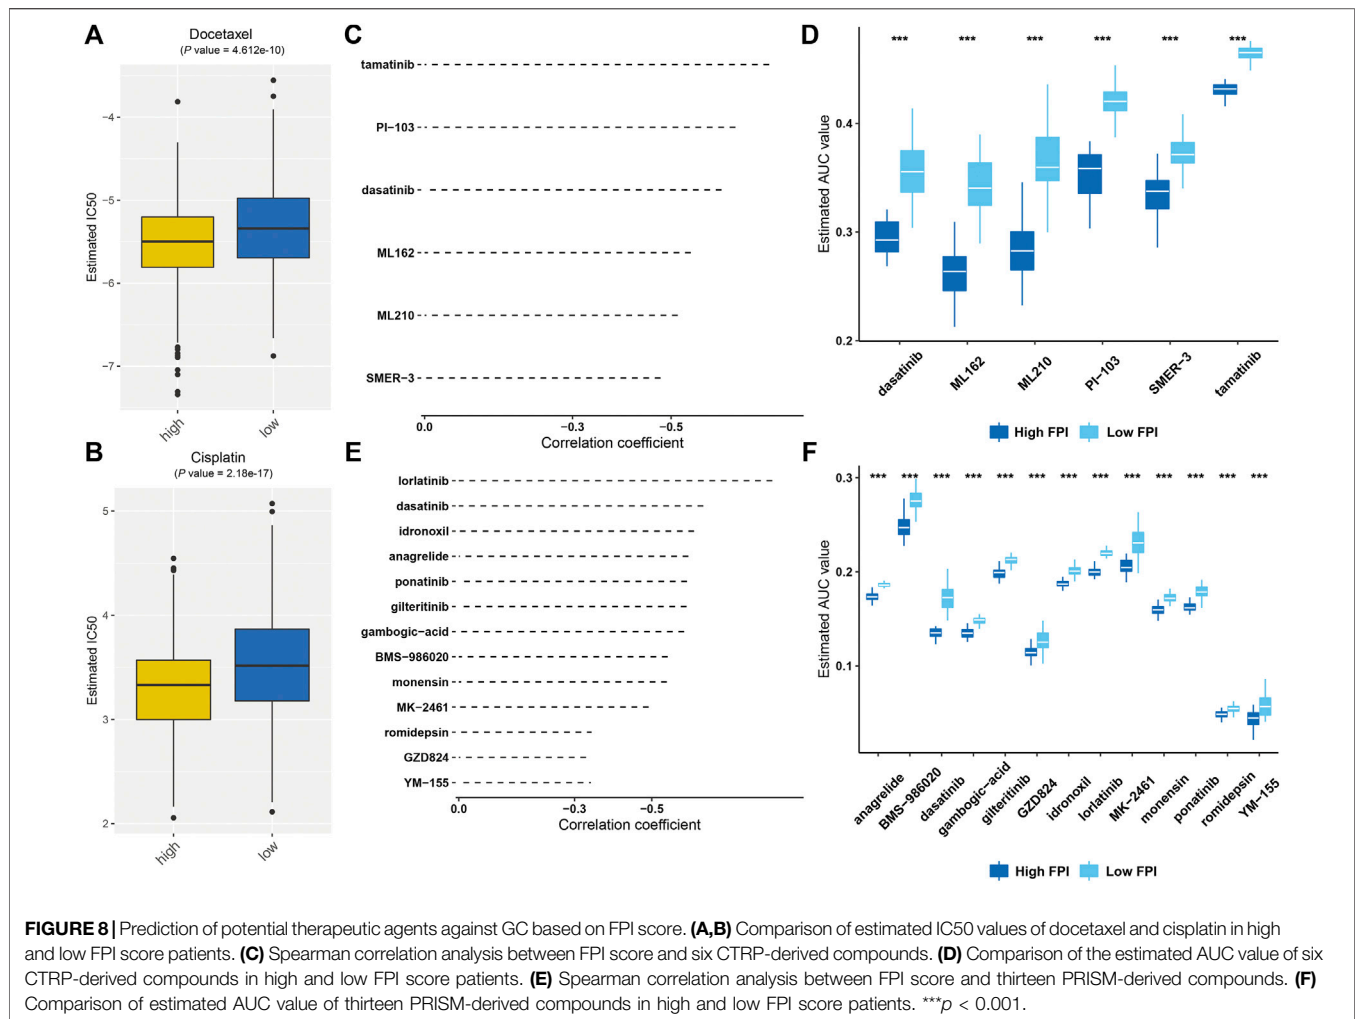 A
Docetaxel
(P value = 4.612e-10)
Estimated IC50
−4
−5
−6
−7
high
low
B
Cisplatin
(P value = 2.18e-17)
Estimated IC50
5
4
3
2
high
low
C
tamatinib
PI−103
dasatinib
ML162
ML210
SMER−3
0.0
−0.3
−0.5
Correlation coefficient
D
*** *** *** *** *** ***
Estimated AUC value
0.4
0.3
0.2
dasatinib
ML162
ML210
PI−103
SMER−3
tamatinib
High FPI
Low FPI
E
lorlatinib
dasatinib
idronoxil
anagrelide
ponatinib
gilteritinib
gambogic−acid
BMS−986020
monensin
MK−2461
romidepsin
GZD824
YM−155
0.0
−0.3
−0.5
Correlation coefficient
F
*** *** *** *** *** *** *** *** *** *** *** *** ***
Estimated AUC value
0.3
0.2
0.1
anagrelide
BMS−986020
dasatinib
gambogic−acid
gilteritinib
GZD824
idronoxil
lorlatinib
MK−2461
monensin
ponatinib
romidepsin
YM−155
High FPI
Low FPI
FIGURE 8 | Prediction of potential therapeutic agents against GC based on FPI score. (A,B) Comparison of estimated IC50 values of docetaxel and cisplatin in high
and low FPI score patients. (C) Spearman correlation analysis between FPI score and six CTRP-derived compounds. (D) Comparison of the estimated AUC value of six
CTRP-derived compounds in high and low FPI score patients. (E) Spearman correlation analysis between FPI score and thirteen PRISM-derived compounds. (F)
Comparison of estimated AUC value of thirteen PRISM-derived compounds in high and low FPI score patients. ***p < 0.001.